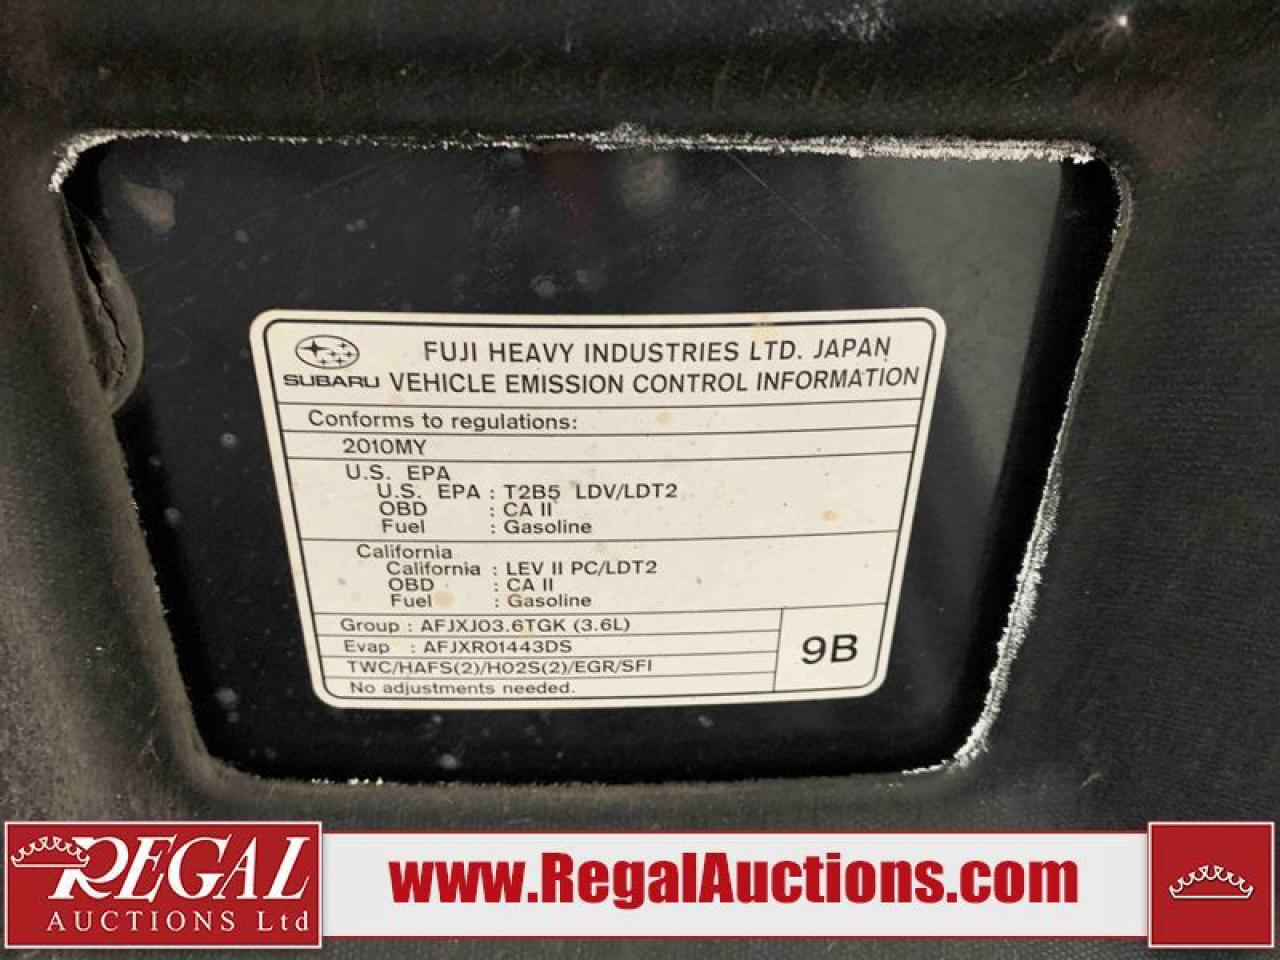 FUJI HEAVY INDUSTRIES LTD. JAPAN
SUBARU VEHICLE EMISSION CONTROL INFORMATION
Conforms to regulations:
2010MY
U.S. EPA
U.S. EPA : T2B5 LDV/LDT2
OBD : CA II
Fuel : Gasoline
California
California : LEV II PC/LDT2
OBD : CA II
Fuel : Gasoline
Group : AFJXJ03.6TGK (3.6L)
Evap : AFJXR01443DS
TWC/HAFS(2)/HO2S(2)/EGR/SFI
No adjustments needed.
9B
REGAL
AUCTIONS Ltd
www.RegalAuctions.com